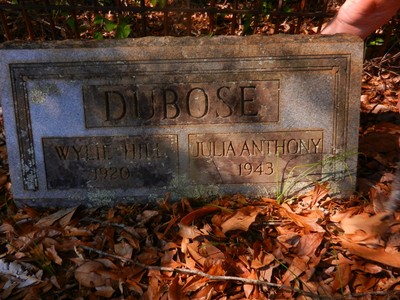 DUBOSE
WYLIE HILL JULIA ANTHONY
1920 1943